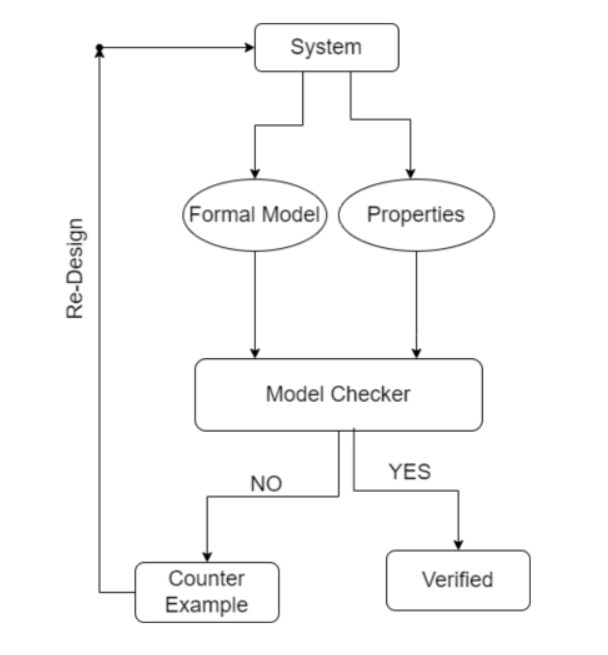 System
Formal Model
Properties
Re-Design
Model Checker
NO
YES
Counter
Example
Verified